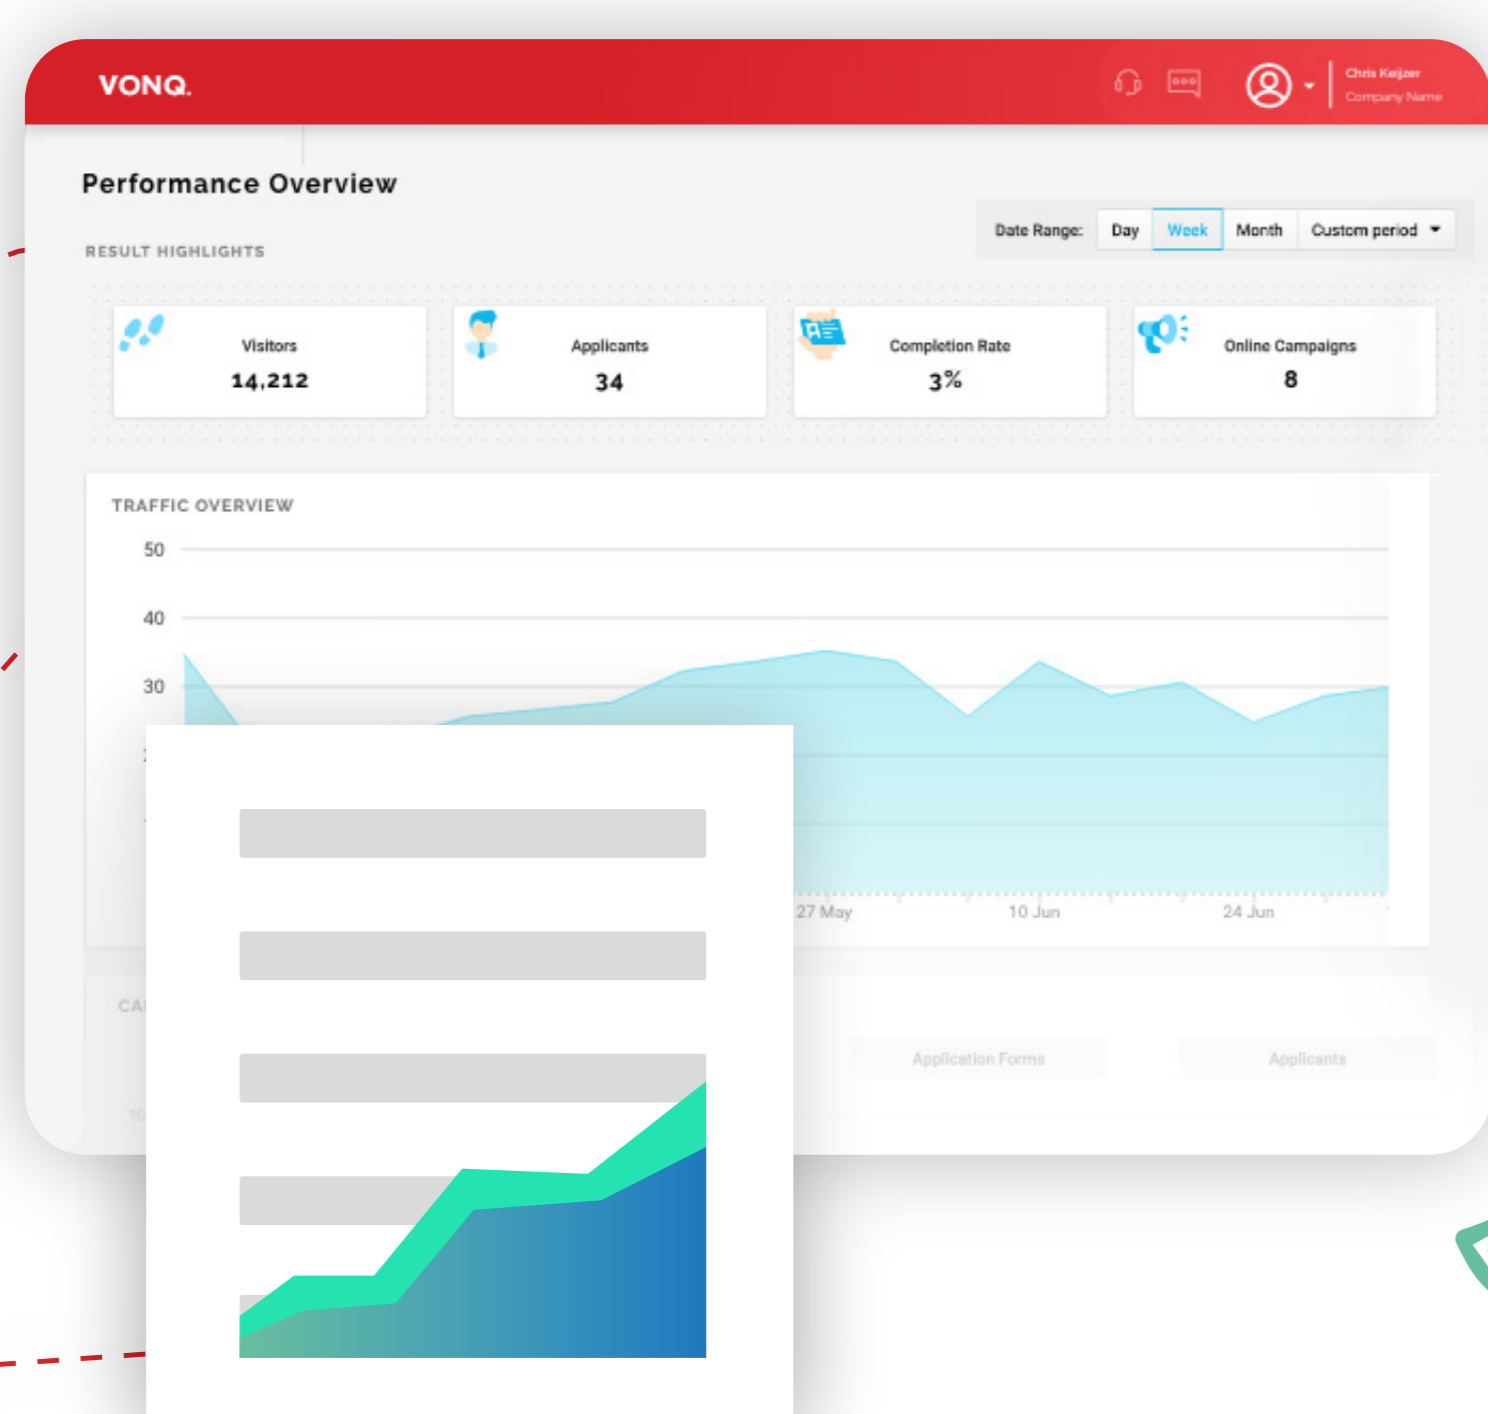 VONQ.
Chris Keijzer
Company Name
Performance Overview
RESULT HIGHLIGHTS
Date Range: Day Week Month Custom period
Visitors
14,212
Applicants
34
Completion Rate
3%
Online Campaigns
8
TRAFFIC OVERVIEW
50
40
30
27 May 10 Jun 24 Jun
Application Forms Applicants